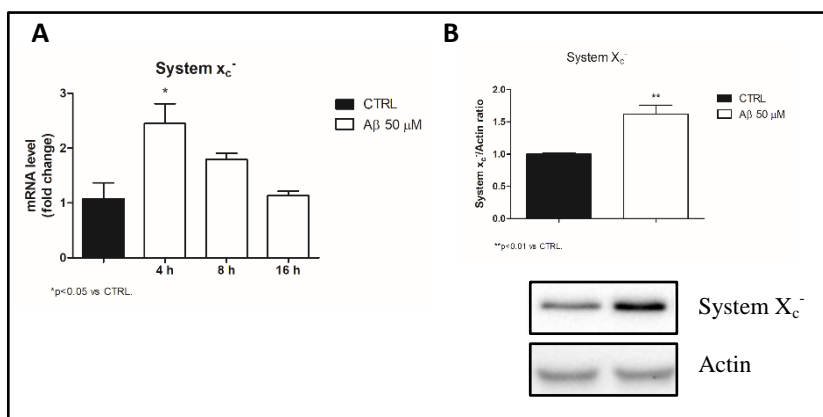 A
System xc-
mRNA level
(fold change)
3
2
1
0
*
4 h
8 h
16 h
CTRL
Aβ 50 μM
*p<0.05 vs CTRL.
B
System Xc-
System xc-/Actin ratio
2.0
1.5
1.0
0.5
0.0
**
CTRL
Aβ 50 μM
**p<0.01 vs CTRL.
System Xc-
Actin